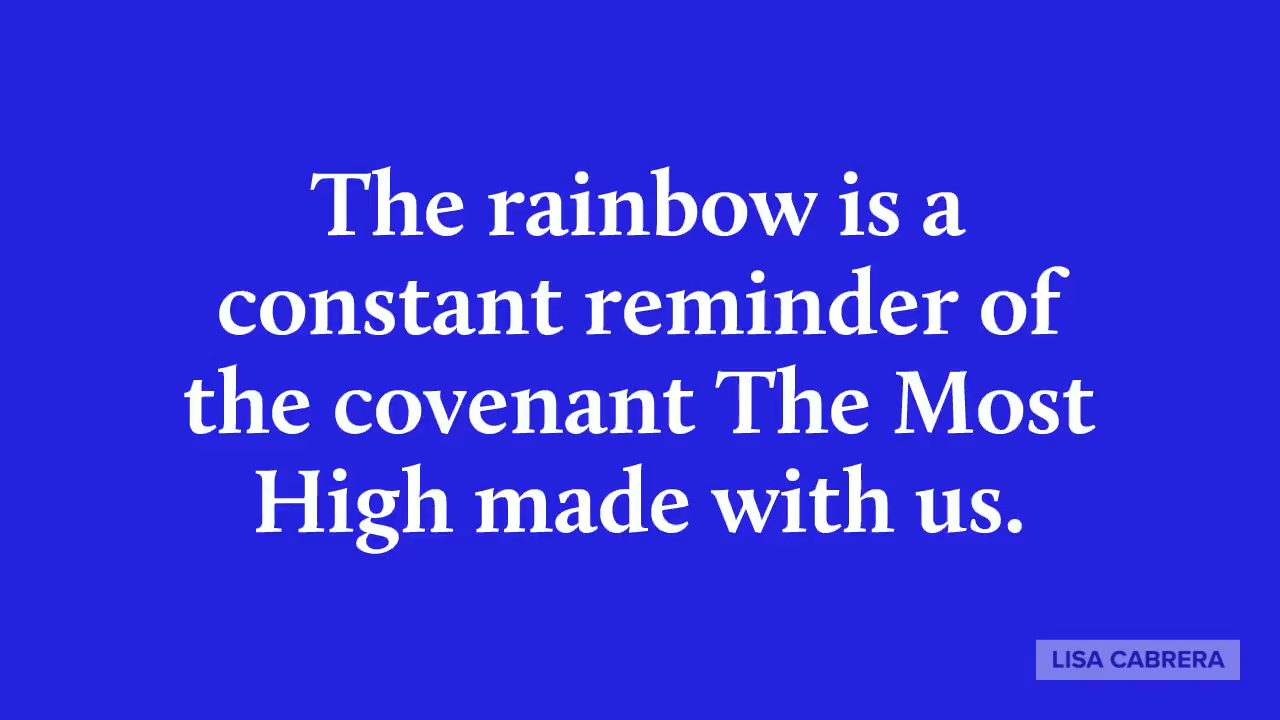 The rainbow is a
constant reminder of
the covenant The Most
High made with us.
LISA CABRERA